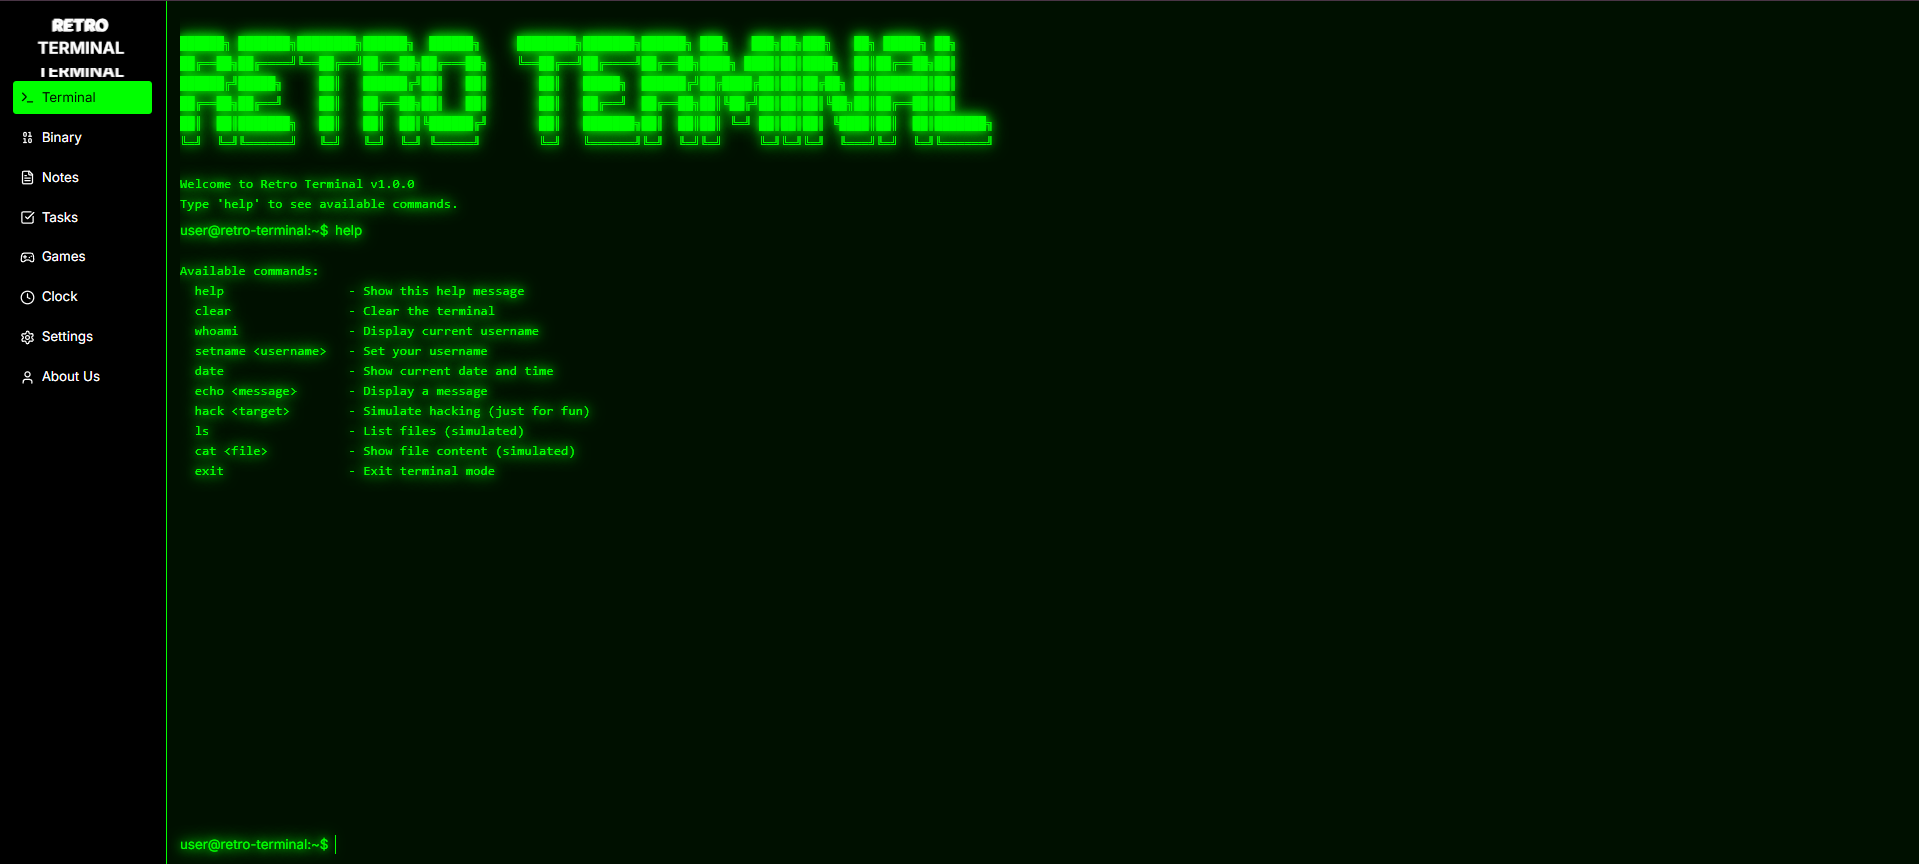 RETRO
TERMINAL
TERMINAL
Terminal
Binary
Notes
Tasks
Games
Clock
Settings
About Us
RETRO TERMINAL
Welcome to Retro Terminal v1.0.0
Type 'help' to see available commands.
user@retro-terminal:~$ help
Available commands:
help - Show this help message
clear - Clear the terminal
whoami - Display current username
setname <username> - Set your username
date - Show current date and time
echo <message> - Display a message
hack <target> - Simulate hacking (just for fun)
ls - List files (simulated)
cat <file> - Show file content (simulated)
exit - Exit terminal mode
user@retro-terminal:~$